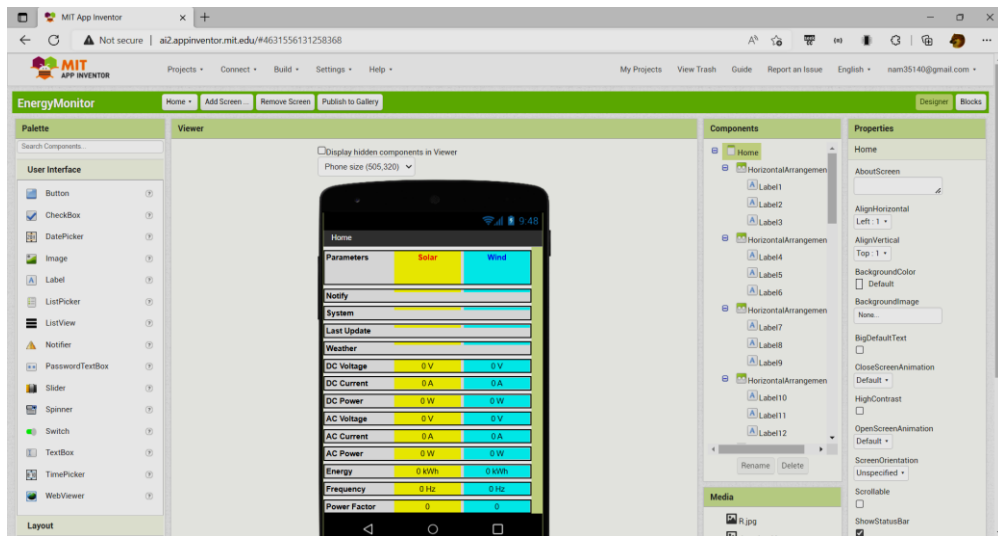 MIT App Inventor
Not secure | ai2.appinventor.mit.edu/#4631556131258368
MIT
APP INVENTOR
Projects Connect Build Settings Help My Projects View Trash Guide Report an Issue English nam35140@gmail.com
EnergyMonitor Home Add Screen ... Remove Screen Publish to Gallery Designer Blocks
Palette
Search Components...
User Interface
Button
CheckBox
DatePicker
Image
Label
ListPicker
ListView
Notifier
PasswordTextBox
Slider
Spinner
Switch
TextBox
TimePicker
WebViewer
Layout
Viewer
Display hidden components in Viewer
Phone size (505,320)
9:48
Home
Parameters Solar Wind
Notify
System
Last Update
Weather
DC Voltage 0 V 0 V
DC Current 0 A 0 A
DC Power 0 W 0 W
AC Voltage 0 V 0 V
AC Current 0 A 0 A
AC Power 0 W 0 W
Energy 0 kWh 0 kWh
Frequency 0 Hz 0 Hz
Power Factor 0 0
Components
Home
HorizontalArrangemen
Label1
Label2
Label3
HorizontalArrangemen
Label4
Label5
Label6
HorizontalArrangemen
Label7
Label8
Label9
HorizontalArrangemen
Label10
Label11
Label12
Rename Delete
Media
R.jpg
Properties
Home
AboutScreen
AlignHorizontal
Left : 1
AlignVertical
Top : 1
BackgroundColor
Default
BackgroundImage
None...
BigDefaultText
CloseScreenAnimation
Default
HighContrast
OpenScreenAnimation
Default
ScreenOrientation
Unspecified
Scrollable
ShowStatusBar